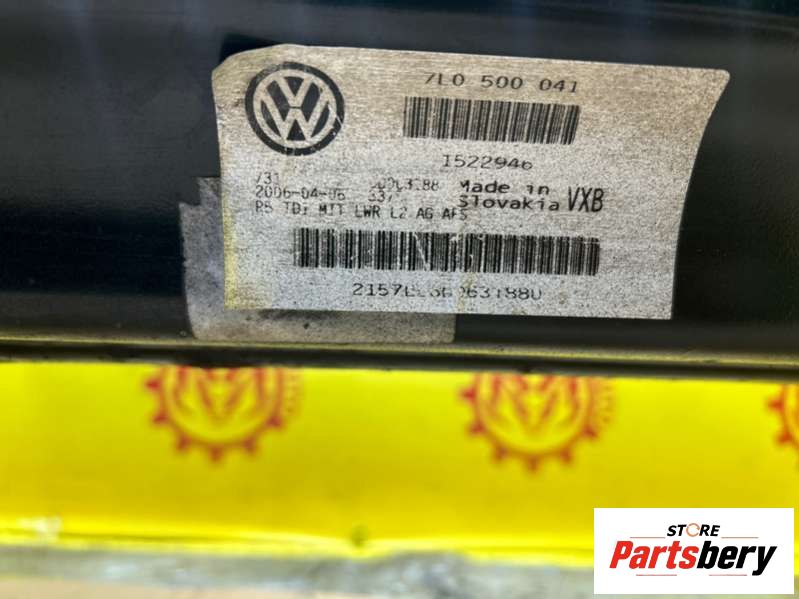 7L0 500 041
1522946
731
2006-04-06
Made in
Slovakia VXB
R5 TDI MIT LWR L2 AG AFS
STORE
Partsbery